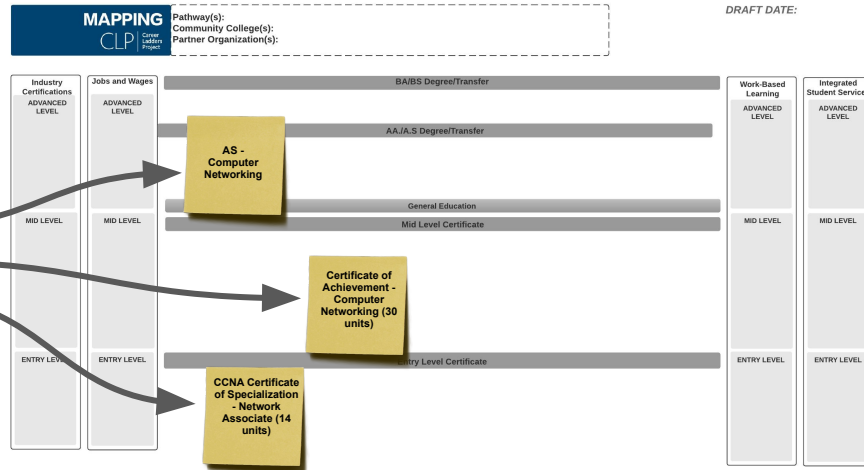 MAPPING
CLP
Career
Ladders
Project
Pathway(s):
Community College(s):
Partner Organization(s):
DRAFT DATE:
Industry
Certifications
ADVANCED
LEVEL
MID LEVEL
ENTRY LEVEL
Jobs and Wages
ADVANCED
LEVEL
MID LEVEL
ENTRY LEVEL
BA/BS Degree/Transfer
AA./A.S Degree/Transfer
AS -
Computer
Networking
General Education
Mid Level Certificate
Certificate of
Achievement -
Computer
Networking (30
units)
Entry Level Certificate
CCNA Certificate
of Specialization
- Network
Associate (14
units)
Work-Based
Learning
ADVANCED
LEVEL
MID LEVEL
ENTRY LEVEL
Integrated
Student Service
ADVANCED
LEVEL
MID LEVEL
ENTRY LEVEL